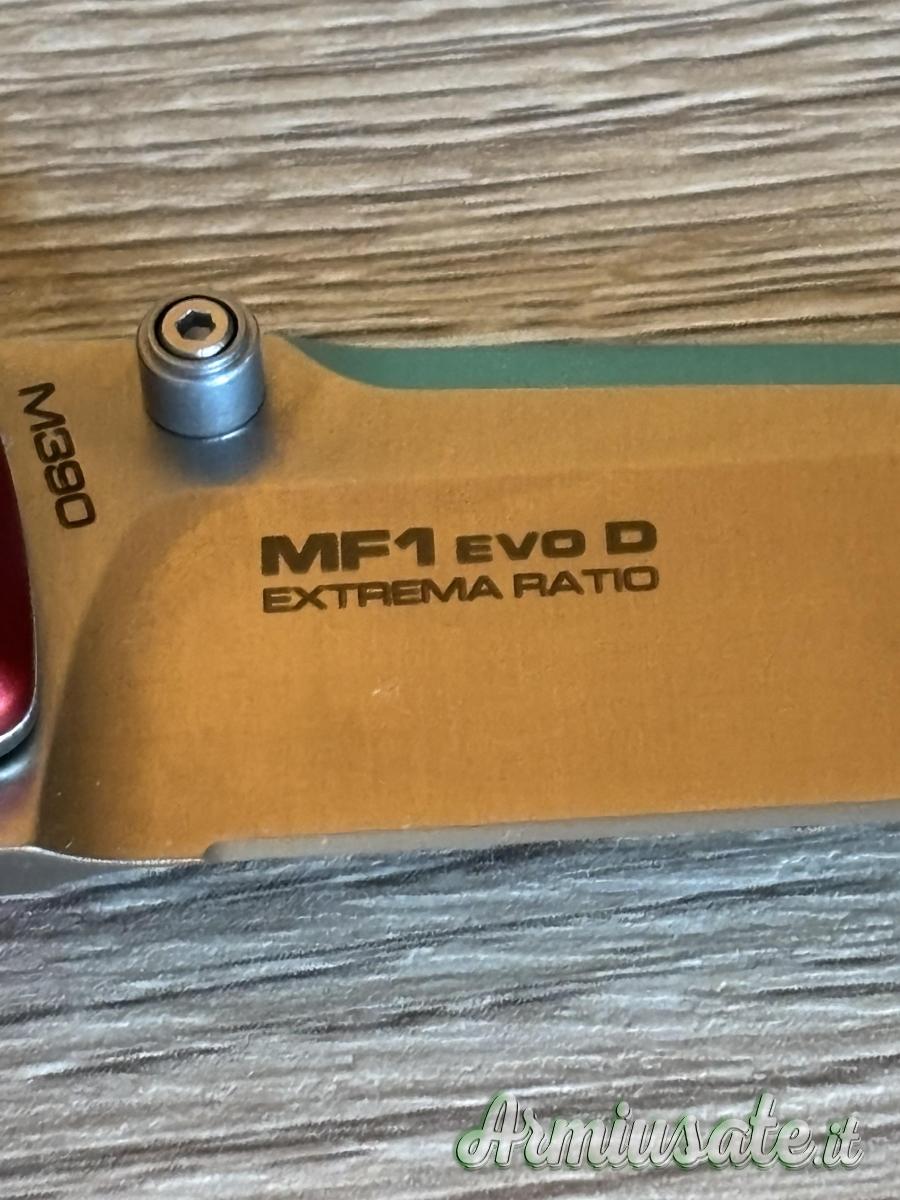 M390
MF1 EVO D
EXTREMA RATIO
Armiusate.it